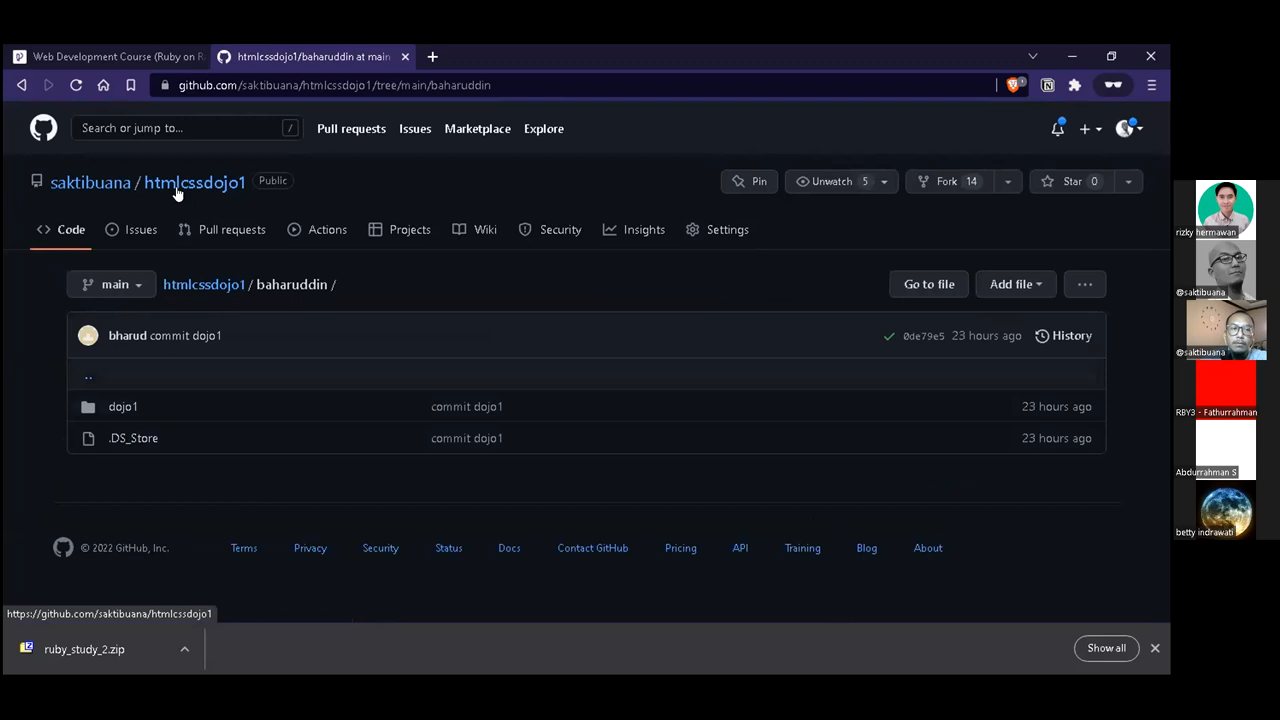 Web Development Course (Ruby on R
htmlcssdojo1/baharuddin at main
github.com/saktibuana/htmlcssdojo1/tree/main/baharuddin
Search or jump to... /
Pull requests Issues Marketplace Explore
saktibuana / htmlcssdojo1 Public
Pin Unwatch 5 Fork 14 Star 0
Code Issues Pull requests Actions Projects Wiki Security Insights Settings
main htmlcssdojo1 / baharuddin / Go to file Add file ...
bharud commit dojo1 0de79e5 23 hours ago History
..
dojo1 commit dojo1 23 hours ago
.DS_Store commit dojo1 23 hours ago
© 2022 GitHub, Inc. Terms Privacy Security Status Docs Contact GitHub Pricing API Training Blog About
https://github.com/saktibuana/htmlcssdojo1
ruby_study_2.zip Show all
rizky hermawan
@saktibuana
@saktibuana
RBY3 - Fathurrahman
Abdurrahman S
betty indrawati